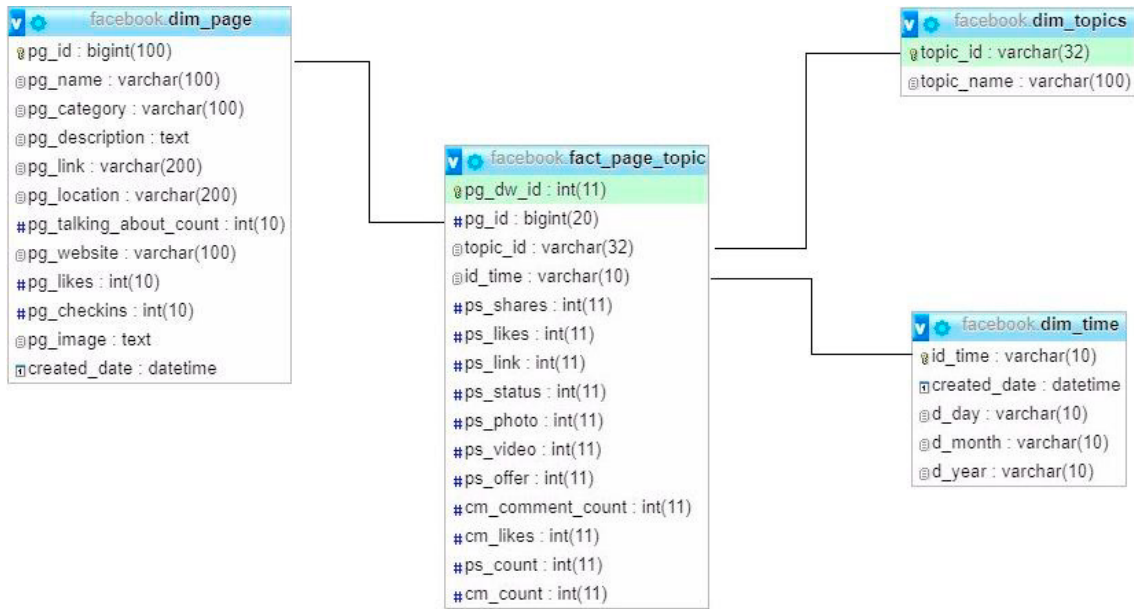 facebook.dim_page
pg_id : bigint(100)
pg_name : varchar(100)
pg_category : varchar(100)
pg_description : text
pg_link : varchar(200)
pg_location : varchar(200)
#pg_talking_about_count : int(10)
pg_website : varchar(100)
#pg_likes : int(10)
#pg_checkins : int(10)
pg_image : text
created_date : datetime
facebook.fact_page_topic
pg_dw_id : int(11)
#pg_id : bigint(20)
topic_id : varchar(32)
id_time : varchar(10)
#ps_shares : int(11)
#ps_likes : int(11)
#ps_link : int(11)
#ps_status : int(11)
#ps_photo : int(11)
#ps_video : int(11)
#ps_offer : int(11)
#cm_comment_count : int(11)
#cm_likes : int(11)
#ps_count : int(11)
#cm_count : int(11)
facebook.dim_topics
topic_id : varchar(32)
topic_name : varchar(100)
facebook.dim_time
id_time : varchar(10)
created_date : datetime
d_day : varchar(10)
d_month : varchar(10)
d_year : varchar(10)